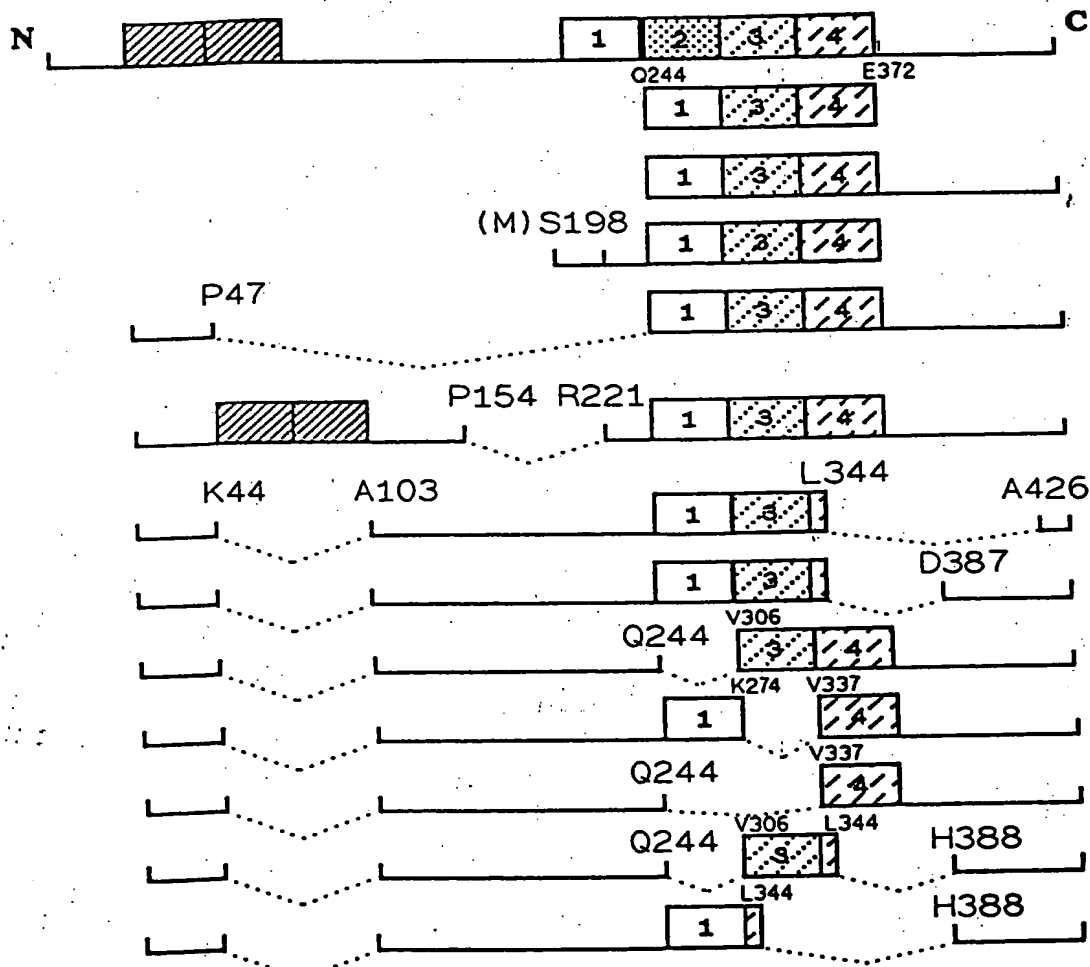 N 1 2 3 4 C
Q244 E372
1 3 4
1 3 4
(M) S198 1 3 4
P47 1 3 4
P154 R221 1 3 4
K44 A103 1 3 L344 A426
1 3 D387
Q244 V306 3 4
1 K274 V337 4
Q244 V337 4
Q244 V306 3 L344 H388
1 L344 H388